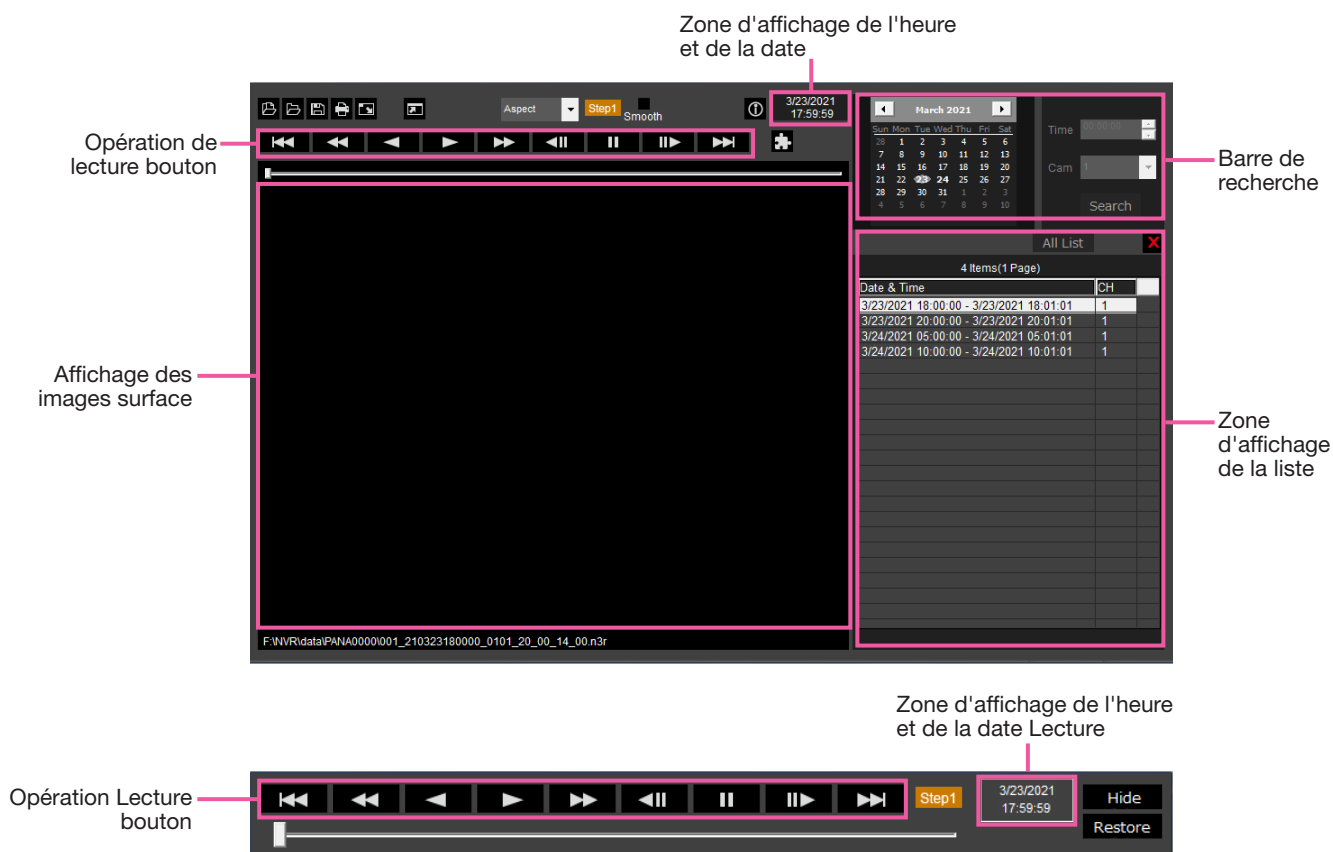 Zone d'affichage de l'heure
et de la date
Opération de
lecture bouton
Aspect
Step1
Smooth
3/23/2021
17:59:59
March 2021
Sun Mon Tue Wed Thu Fri Sat
28 1 2 3 4 5 6
7 8 9 10 11 12 13
14 15 16 17 18 19 20
21 22 23 24 25 26 27
28 29 30 31 1 2 3
4 5 6 7 8 9 10
Time 00:00:00
Cam 1
Search
Barre de
recherche
All List
X
4 Items(1 Page)
Date & Time CH
3/23/2021 18:00:00 - 3/23/2021 18:01:01 1
3/23/2021 20:00:00 - 3/23/2021 20:01:01 1
3/24/2021 05:00:00 - 3/24/2021 05:01:01 1
3/24/2021 10:00:00 - 3/24/2021 10:01:01 1
Affichage des
images surface
Zone
d'affichage
de la liste
F:\NVR\data\PANA0000\001_210323180000_0101_20_00_14_00.n3r
Zone d'affichage de l'heure
et de la date Lecture
Opération Lecture
bouton
Step1
3/23/2021
17:59:59
Hide
Restore